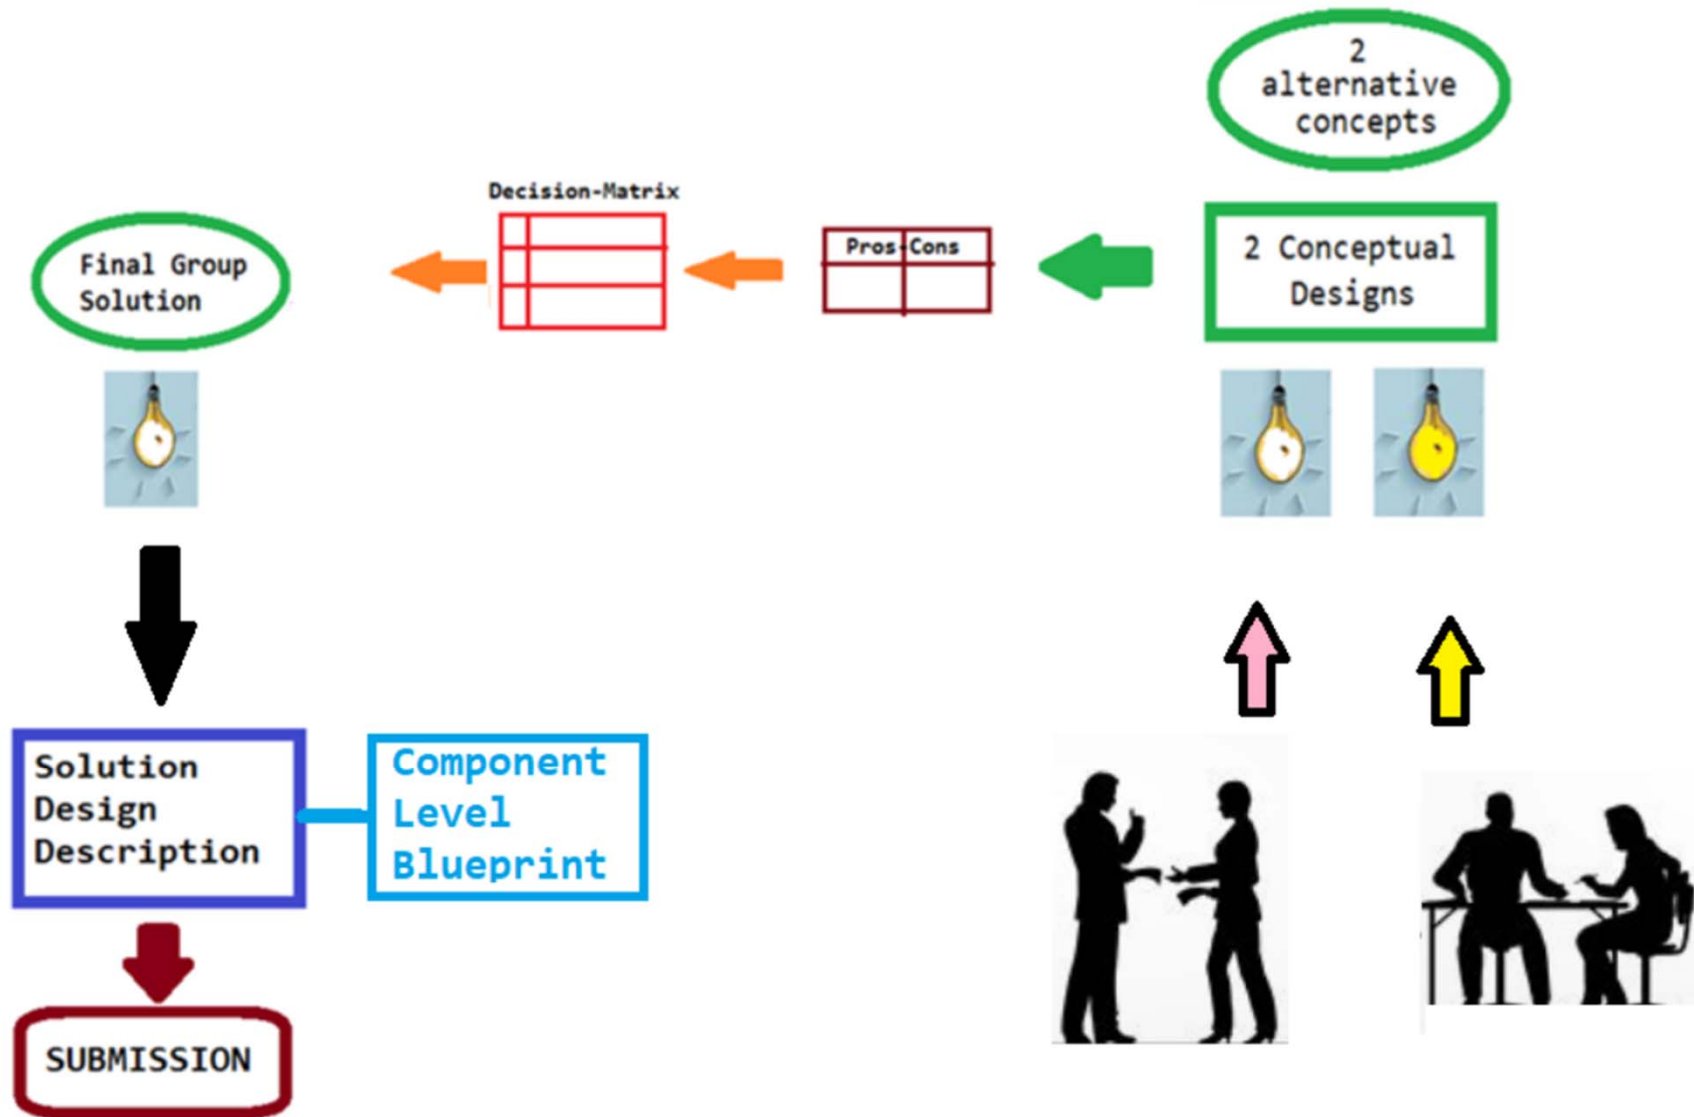 2
alternative
concepts
Decision-Matrix
Final Group
Solution
Pros Cons
2 Conceptual
Designs
Solution
Design
Description
Component
Level
Blueprint
SUBMISSION